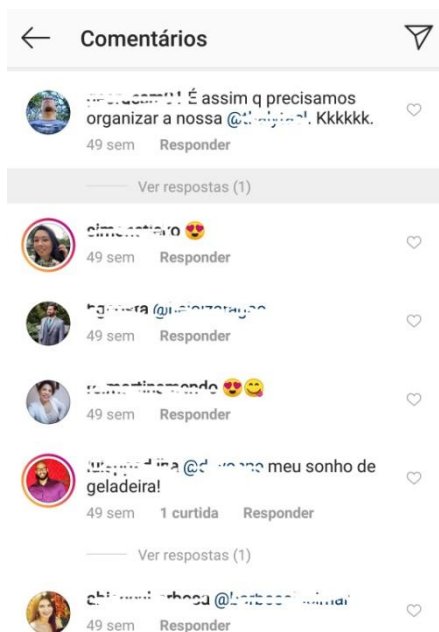 Comentários
É assim q precisamos
organizar a nossa Kkkkkk.
49 sem Responder
Ver respostas (1)
😍
49 sem Responder
49 sem Responder
😍😋
49 sem Responder
meu sonho de
geladeira!
49 sem 1 curtida Responder
Ver respostas (1)
49 sem Responder